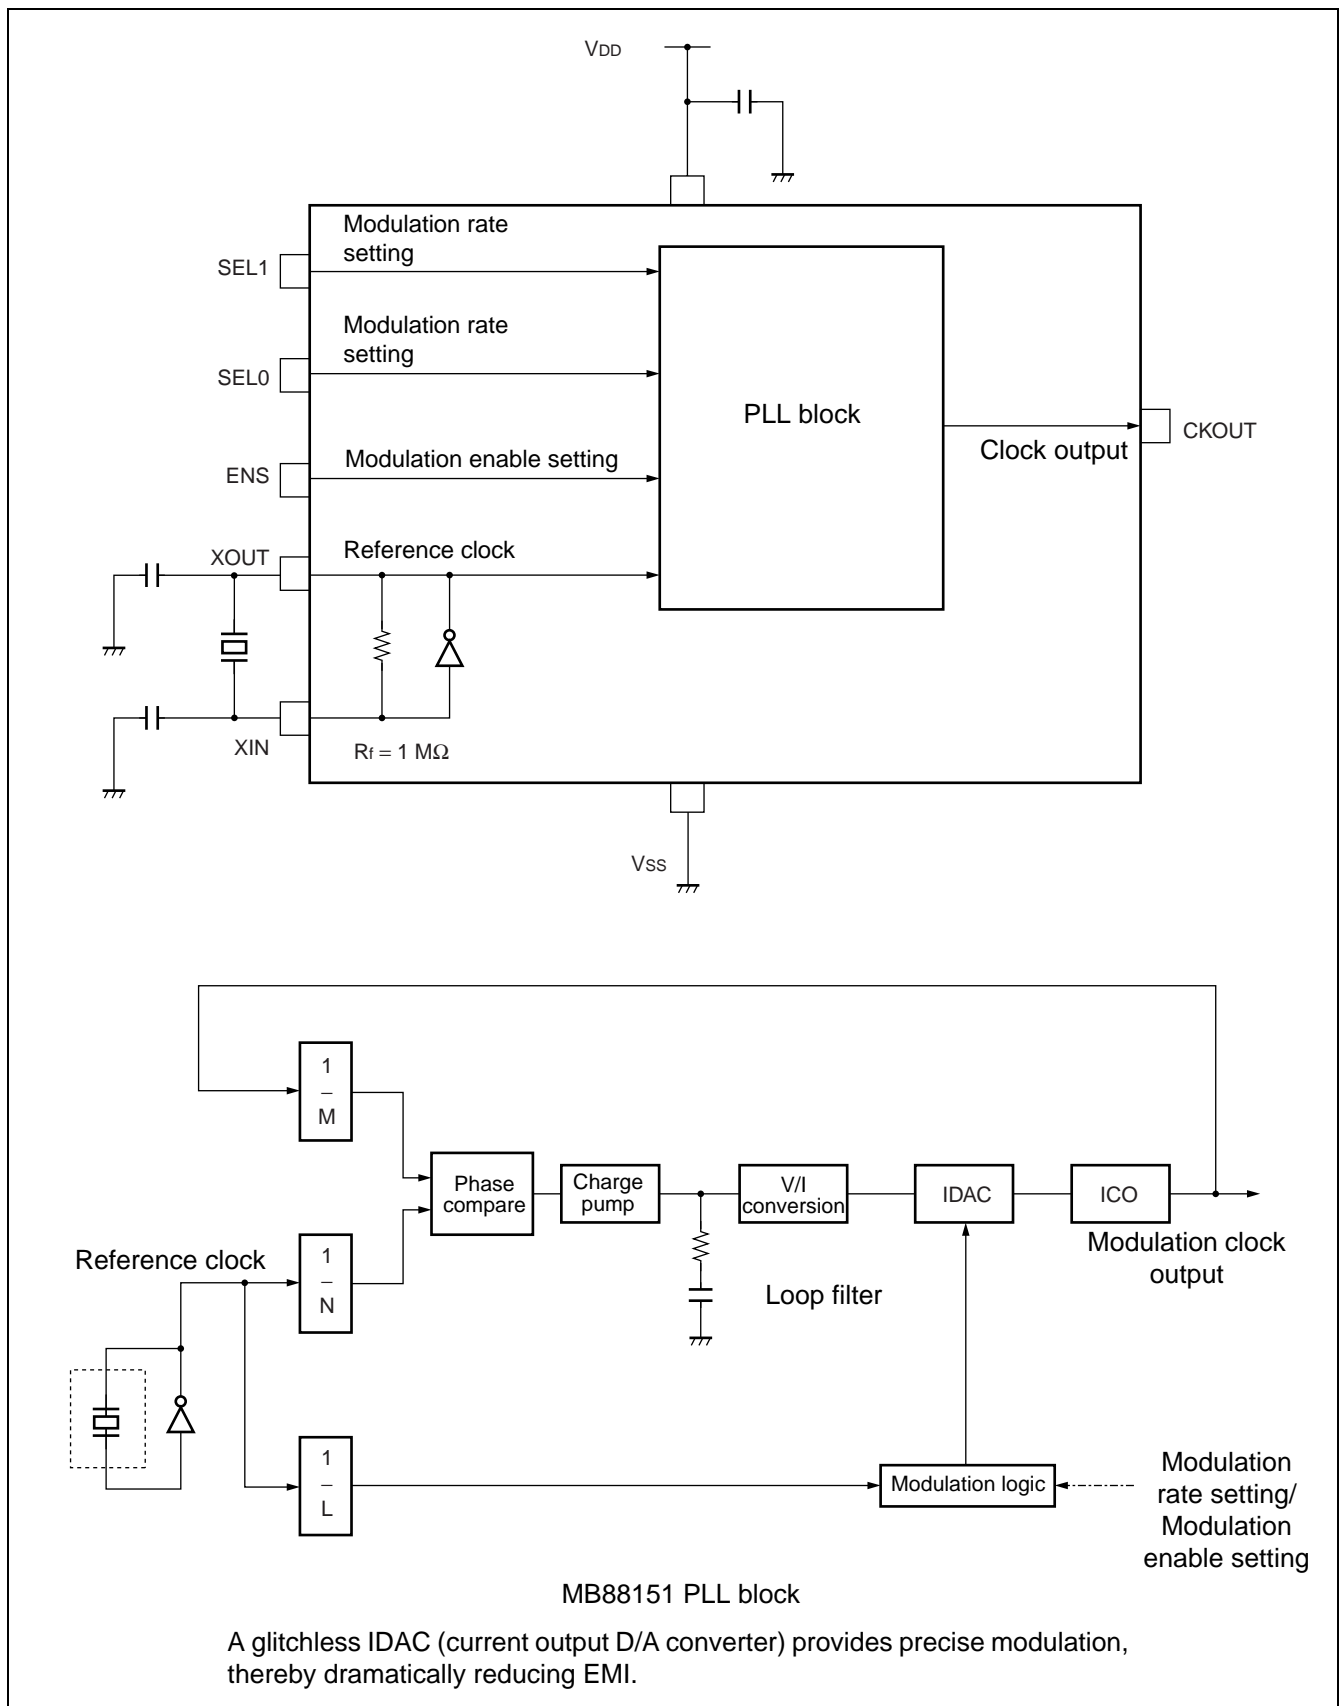 VDD
Modulation rate
setting
SEL1
Modulation rate
setting
SEL0
PLL block
CKOUT
Clock output
Modulation enable setting
ENS
XOUT
Reference clock
XIN
Rf = 1 MΩ
VSS
1
M
Phase
compare
Charge
pump
V/I
conversion
IDAC
ICO
Reference clock
1
N
Modulation clock
output
Loop filter
1
L
Modulation logic
Modulation
rate setting/
Modulation
enable setting
MB88151 PLL block
A glitchless IDAC (current output D/A converter) provides precise modulation,
thereby dramatically reducing EMI.